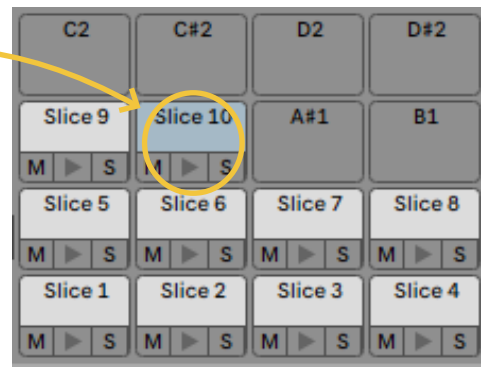 C2 C#2 D2 D#2
Slice 9 Slice 10 A#1 B1
M S M S
Slice 5 Slice 6 Slice 7 Slice 8
M S M S M S M S
Slice 1 Slice 2 Slice 3 Slice 4
M S M S M S M S